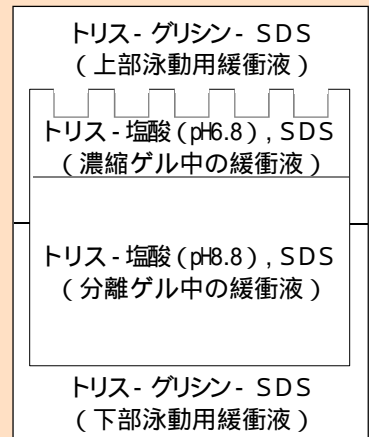 トリス - グリシン - SDS
（上部泳動用緩衝液）
トリス - 塩酸（pH6.8）, SDS
（濃縮ゲル中の緩衝液）
トリス - 塩酸（pH8.8）, SDS
（分離ゲル中の緩衝液）
トリス - グリシン - SDS
（下部泳動用緩衝液）